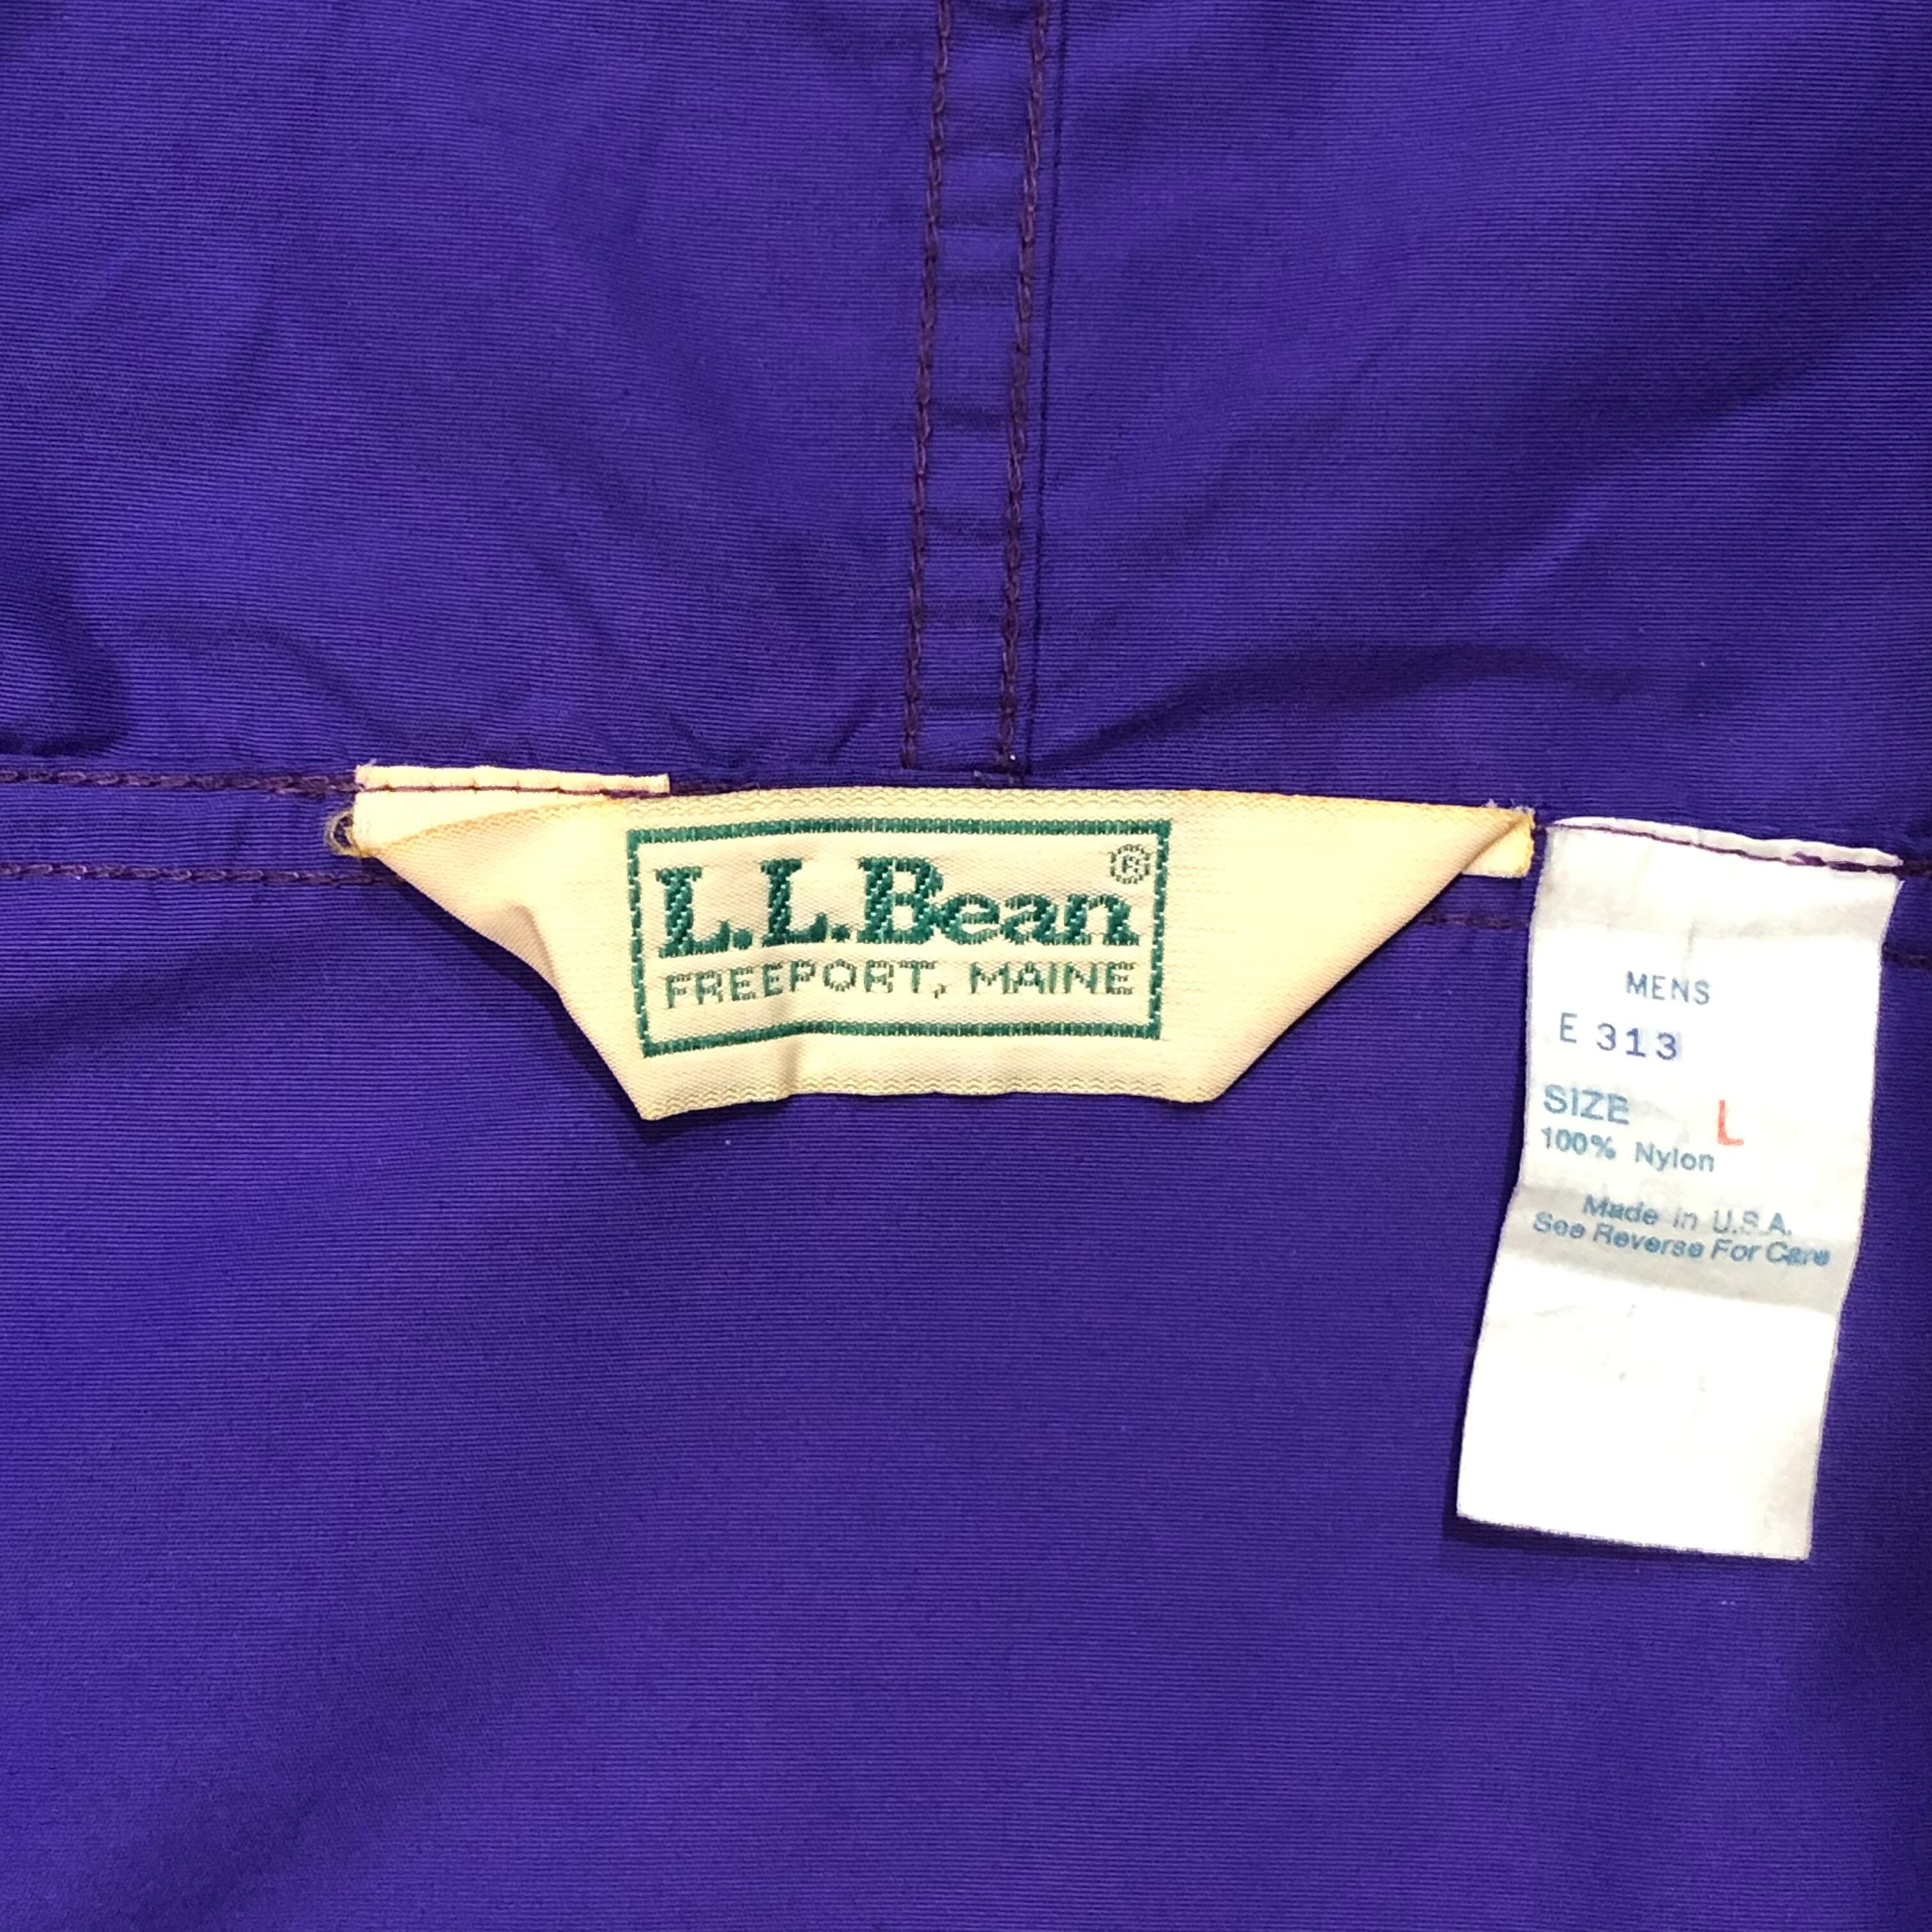 L.L.Bean®
FREEPORT, MAINE
MENS
E 313
SIZE L
100% Nylon
Made in U.S.A.
See Reverse For Care